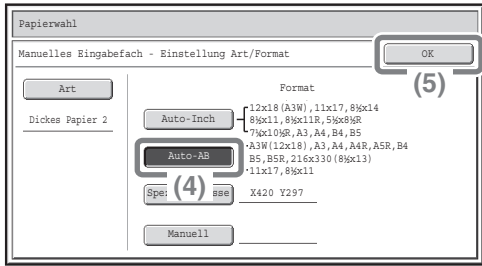 Papierwahl
Manuelles Eingabefach - Einstellung Art/Format
OK
(5)
Art
Format
Dickes Papier 2
Auto-Inch
12x18(A3W),11x17,8½x14
8½x11,8½x11R,5½x8½R
7¼x10½R,A3,A4,B4,B5
Auto-AB
·A3W(12x18),A3,A4,A4R,A5R,B4
B5,B5R,216x330(8½x13)
·11x17,8½x11
(4)
X420 Y297
Manuell